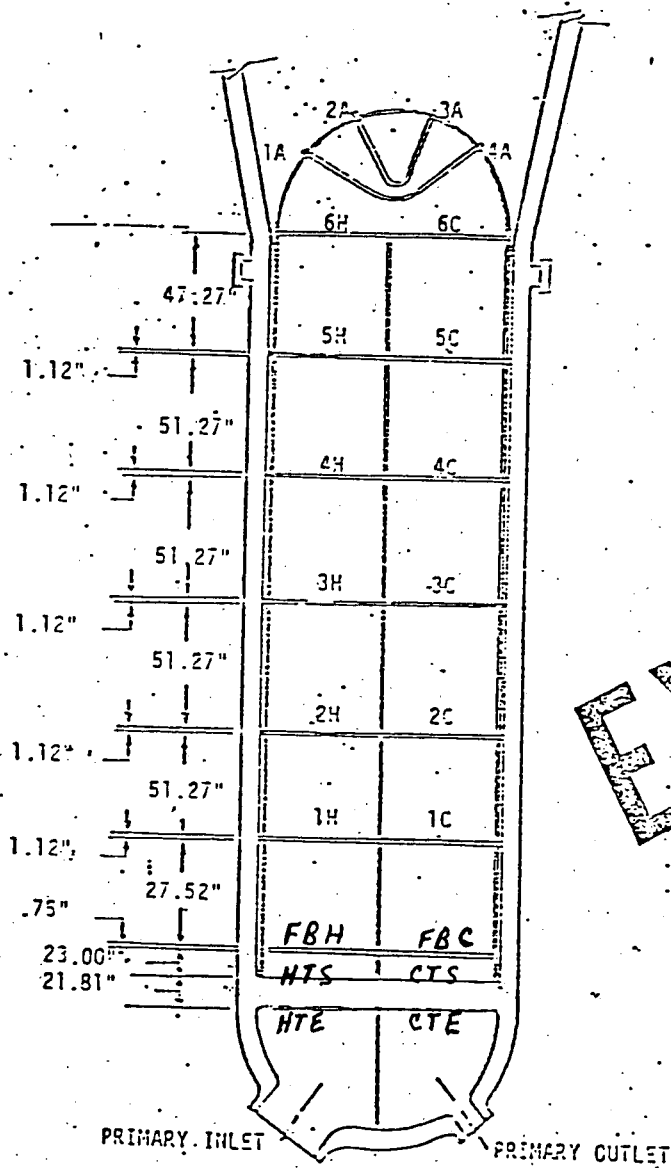 2A 3A
1A 4A
6H 6C
47.27"
5H 5C
1.12"
51.27"
4H 4C
1.12"
51.27"
3H 3C
1.12"
51.27"
2H 2C
1.12"
51.27"
1H 1C
1.12"
27.52"
.75"
FBH FBC
23.00"
HTS CTS
21.81"
HTE CTE
PRIMARY INLET
PRIMARY OUTLET